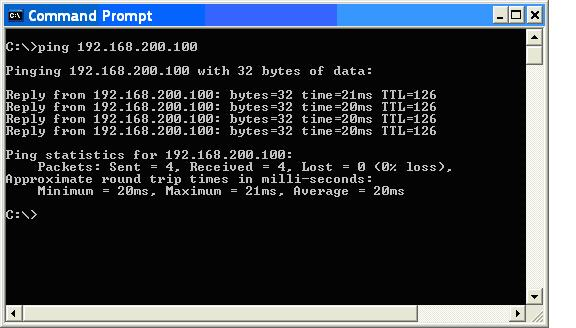 Command Prompt
C:\>ping 192.168.200.100
Pinging 192.168.200.100 with 32 bytes of data:
Reply from 192.168.200.100: bytes=32 time=21ms TTL=126
Reply from 192.168.200.100: bytes=32 time=20ms TTL=126
Reply from 192.168.200.100: bytes=32 time=20ms TTL=126
Reply from 192.168.200.100: bytes=32 time=20ms TTL=126
Ping statistics for 192.168.200.100:
    Packets: Sent = 4, Received = 4, Lost = 0 (0% loss),
Approximate round trip times in milli-seconds:
    Minimum = 20ms, Maximum = 21ms, Average = 20ms
C:\>